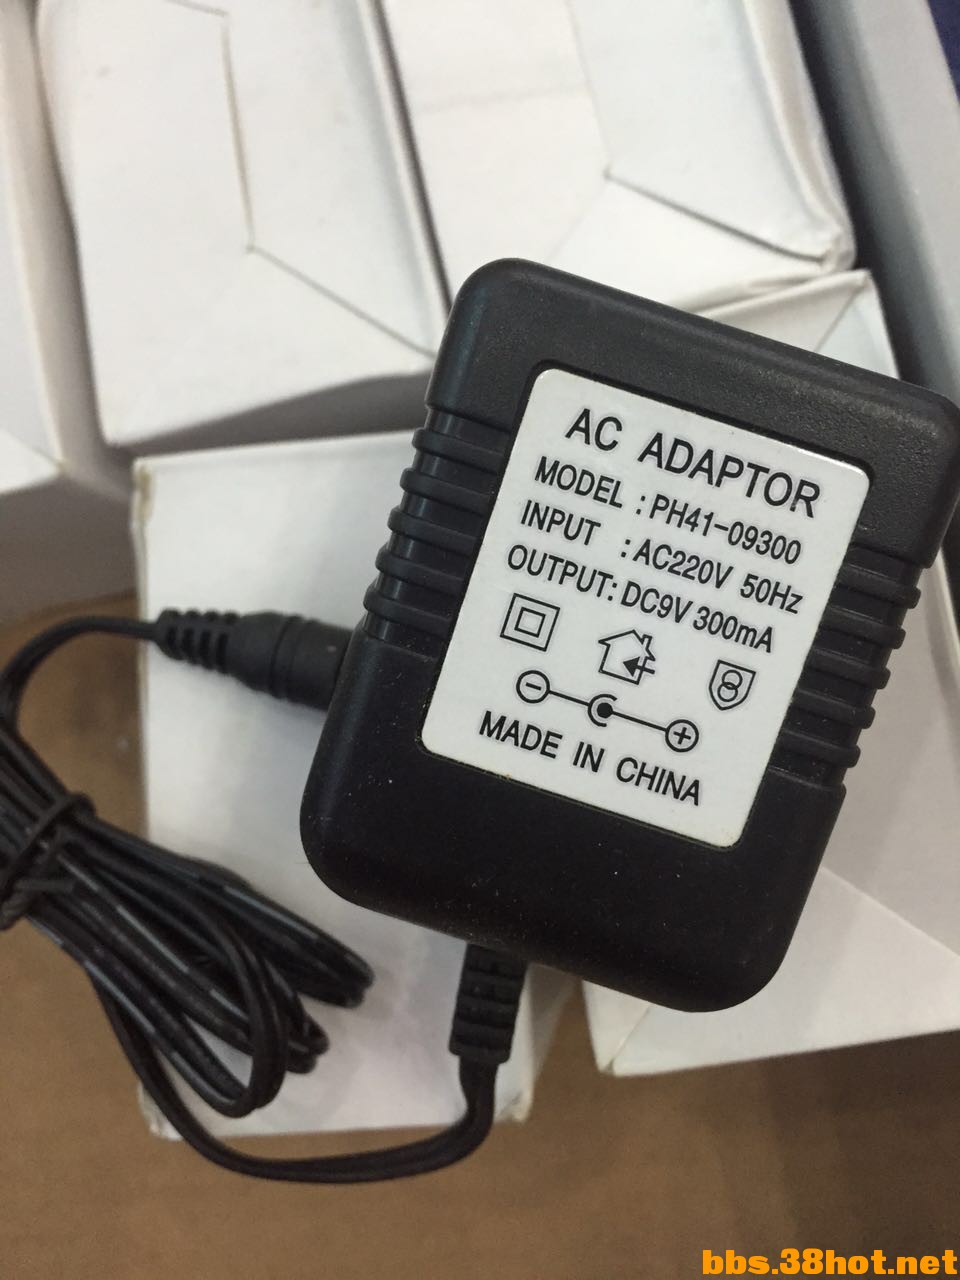 AC ADAPTOR
MODEL : PH41-09300
INPUT : AC220V 50Hz
OUTPUT: DC9V 300mA
MADE IN CHINA
bbs.38hot.net